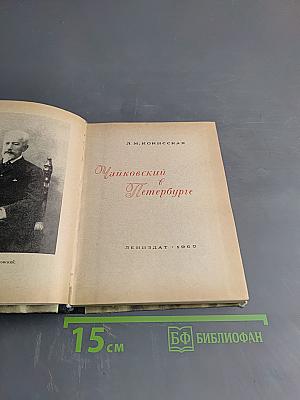 Л.М.КОНИССКАЯ
Чайковский
в
Петербурге
ЛЕНИЗДАТ · 1969
15 см
БФ БИБЛИОФАН